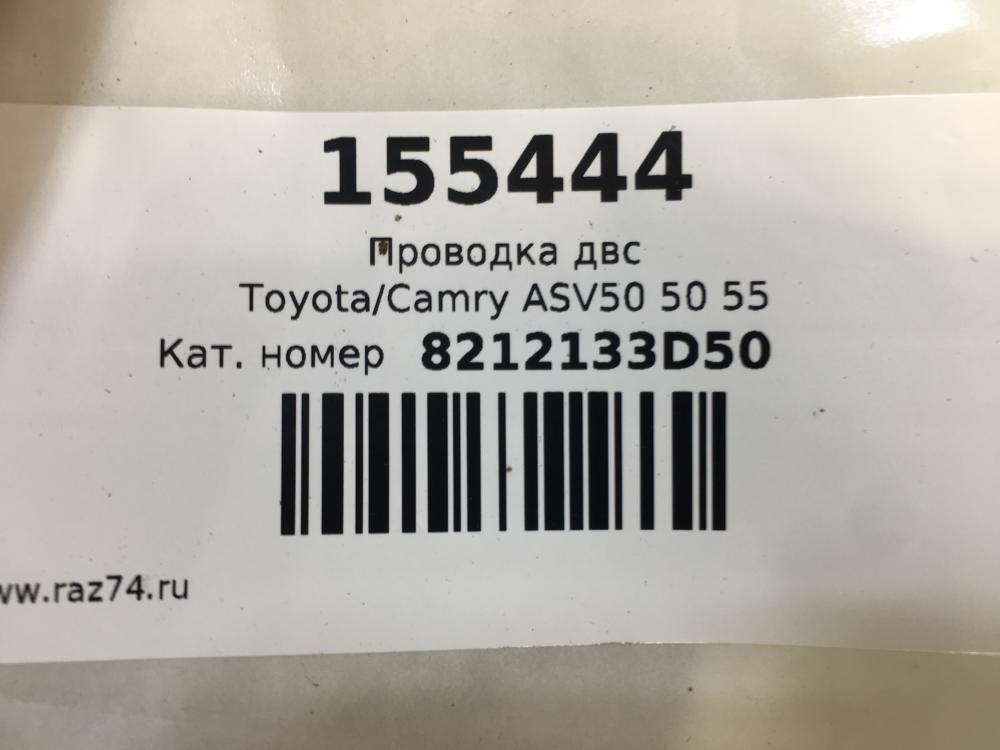 155444
Проводка двс
Toyota/Camry ASV50 50 55
Кат. номер 8212133D50
www.raz74.ru